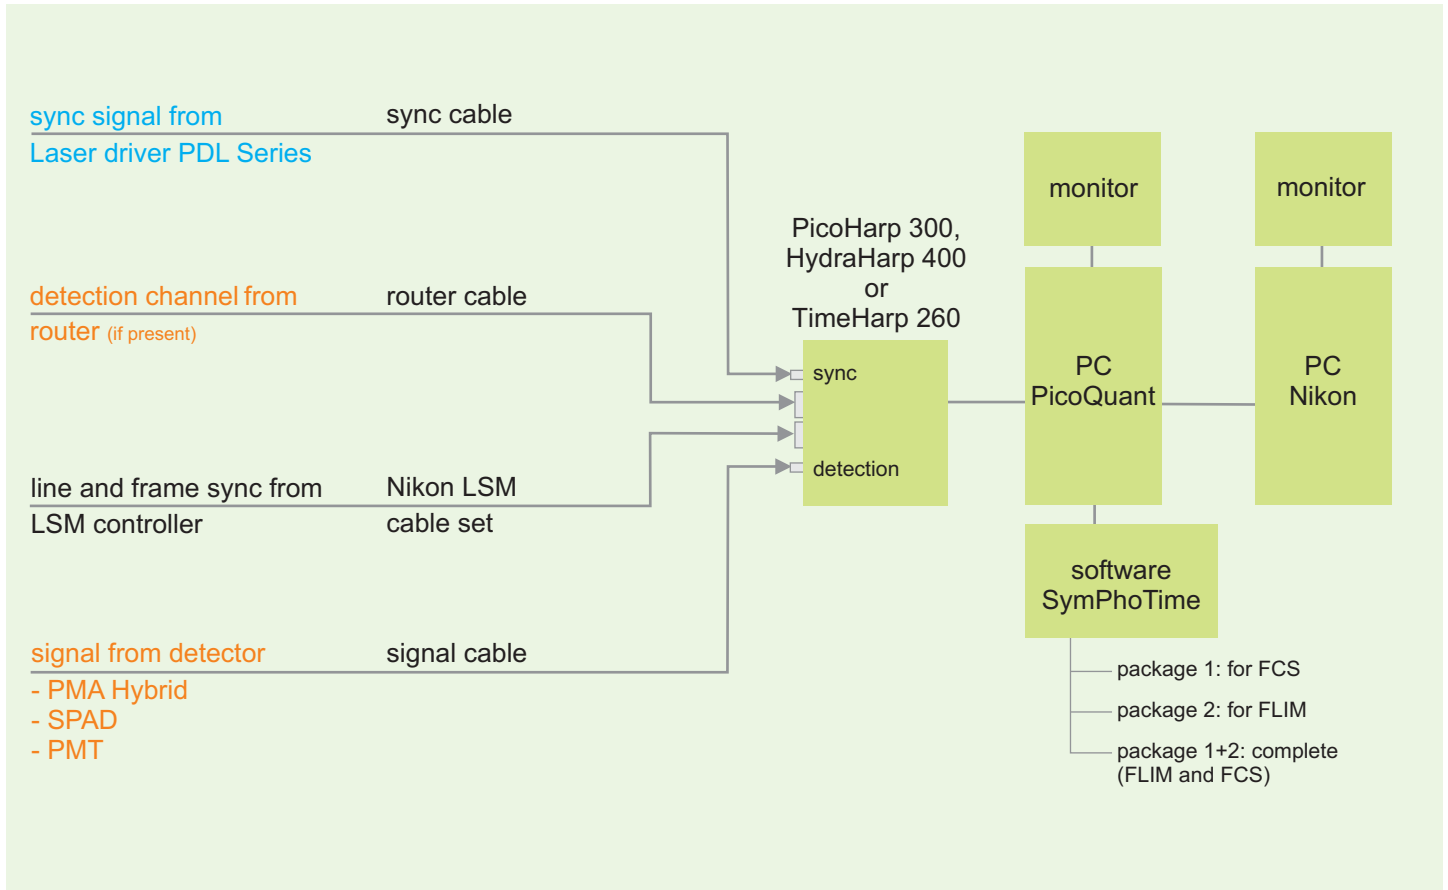 sync signal from
Laser driver PDL Series
sync cable
detection channel from
router (if present)
router cable
line and frame sync from
LSM controller
Nikon LSM
cable set
signal from detector
- PMA Hybrid
- SPAD
- PMT
signal cable
PicoHarp 300,
HydraHarp 400
or
TimeHarp 260
sync
detection
monitor
PC
PicoQuant
monitor
PC
Nikon
software
SymPhoTime
package 1: for FCS
package 2: for FLIM
package 1+2: complete
(FLIM and FCS)